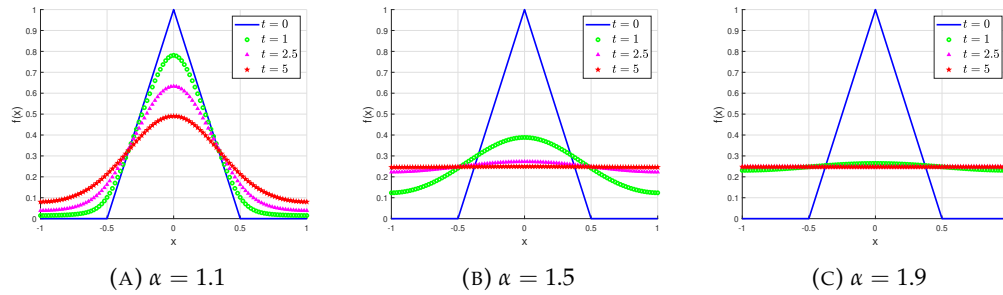 1
0.9
0.8
0.7
0.6
0.5
0.4
0.3
0.2
0.1
0
f(x)
-1 -0.5 0 0.5 1
x
t = 0
t = 1
t = 2.5
t = 5
(A) α = 1.1
1
0.9
0.8
0.7
0.6
0.5
0.4
0.3
0.2
0.1
0
f(x)
-1 -0.5 0 0.5 1
x
t = 0
t = 1
t = 2.5
t = 5
(B) α = 1.5
1
0.9
0.8
0.7
0.6
0.5
0.4
0.3
0.2
0.1
0
f(x)
-1 -0.5 0 0.5 1
x
t = 0
t = 1
t = 2.5
t = 5
(C) α = 1.9